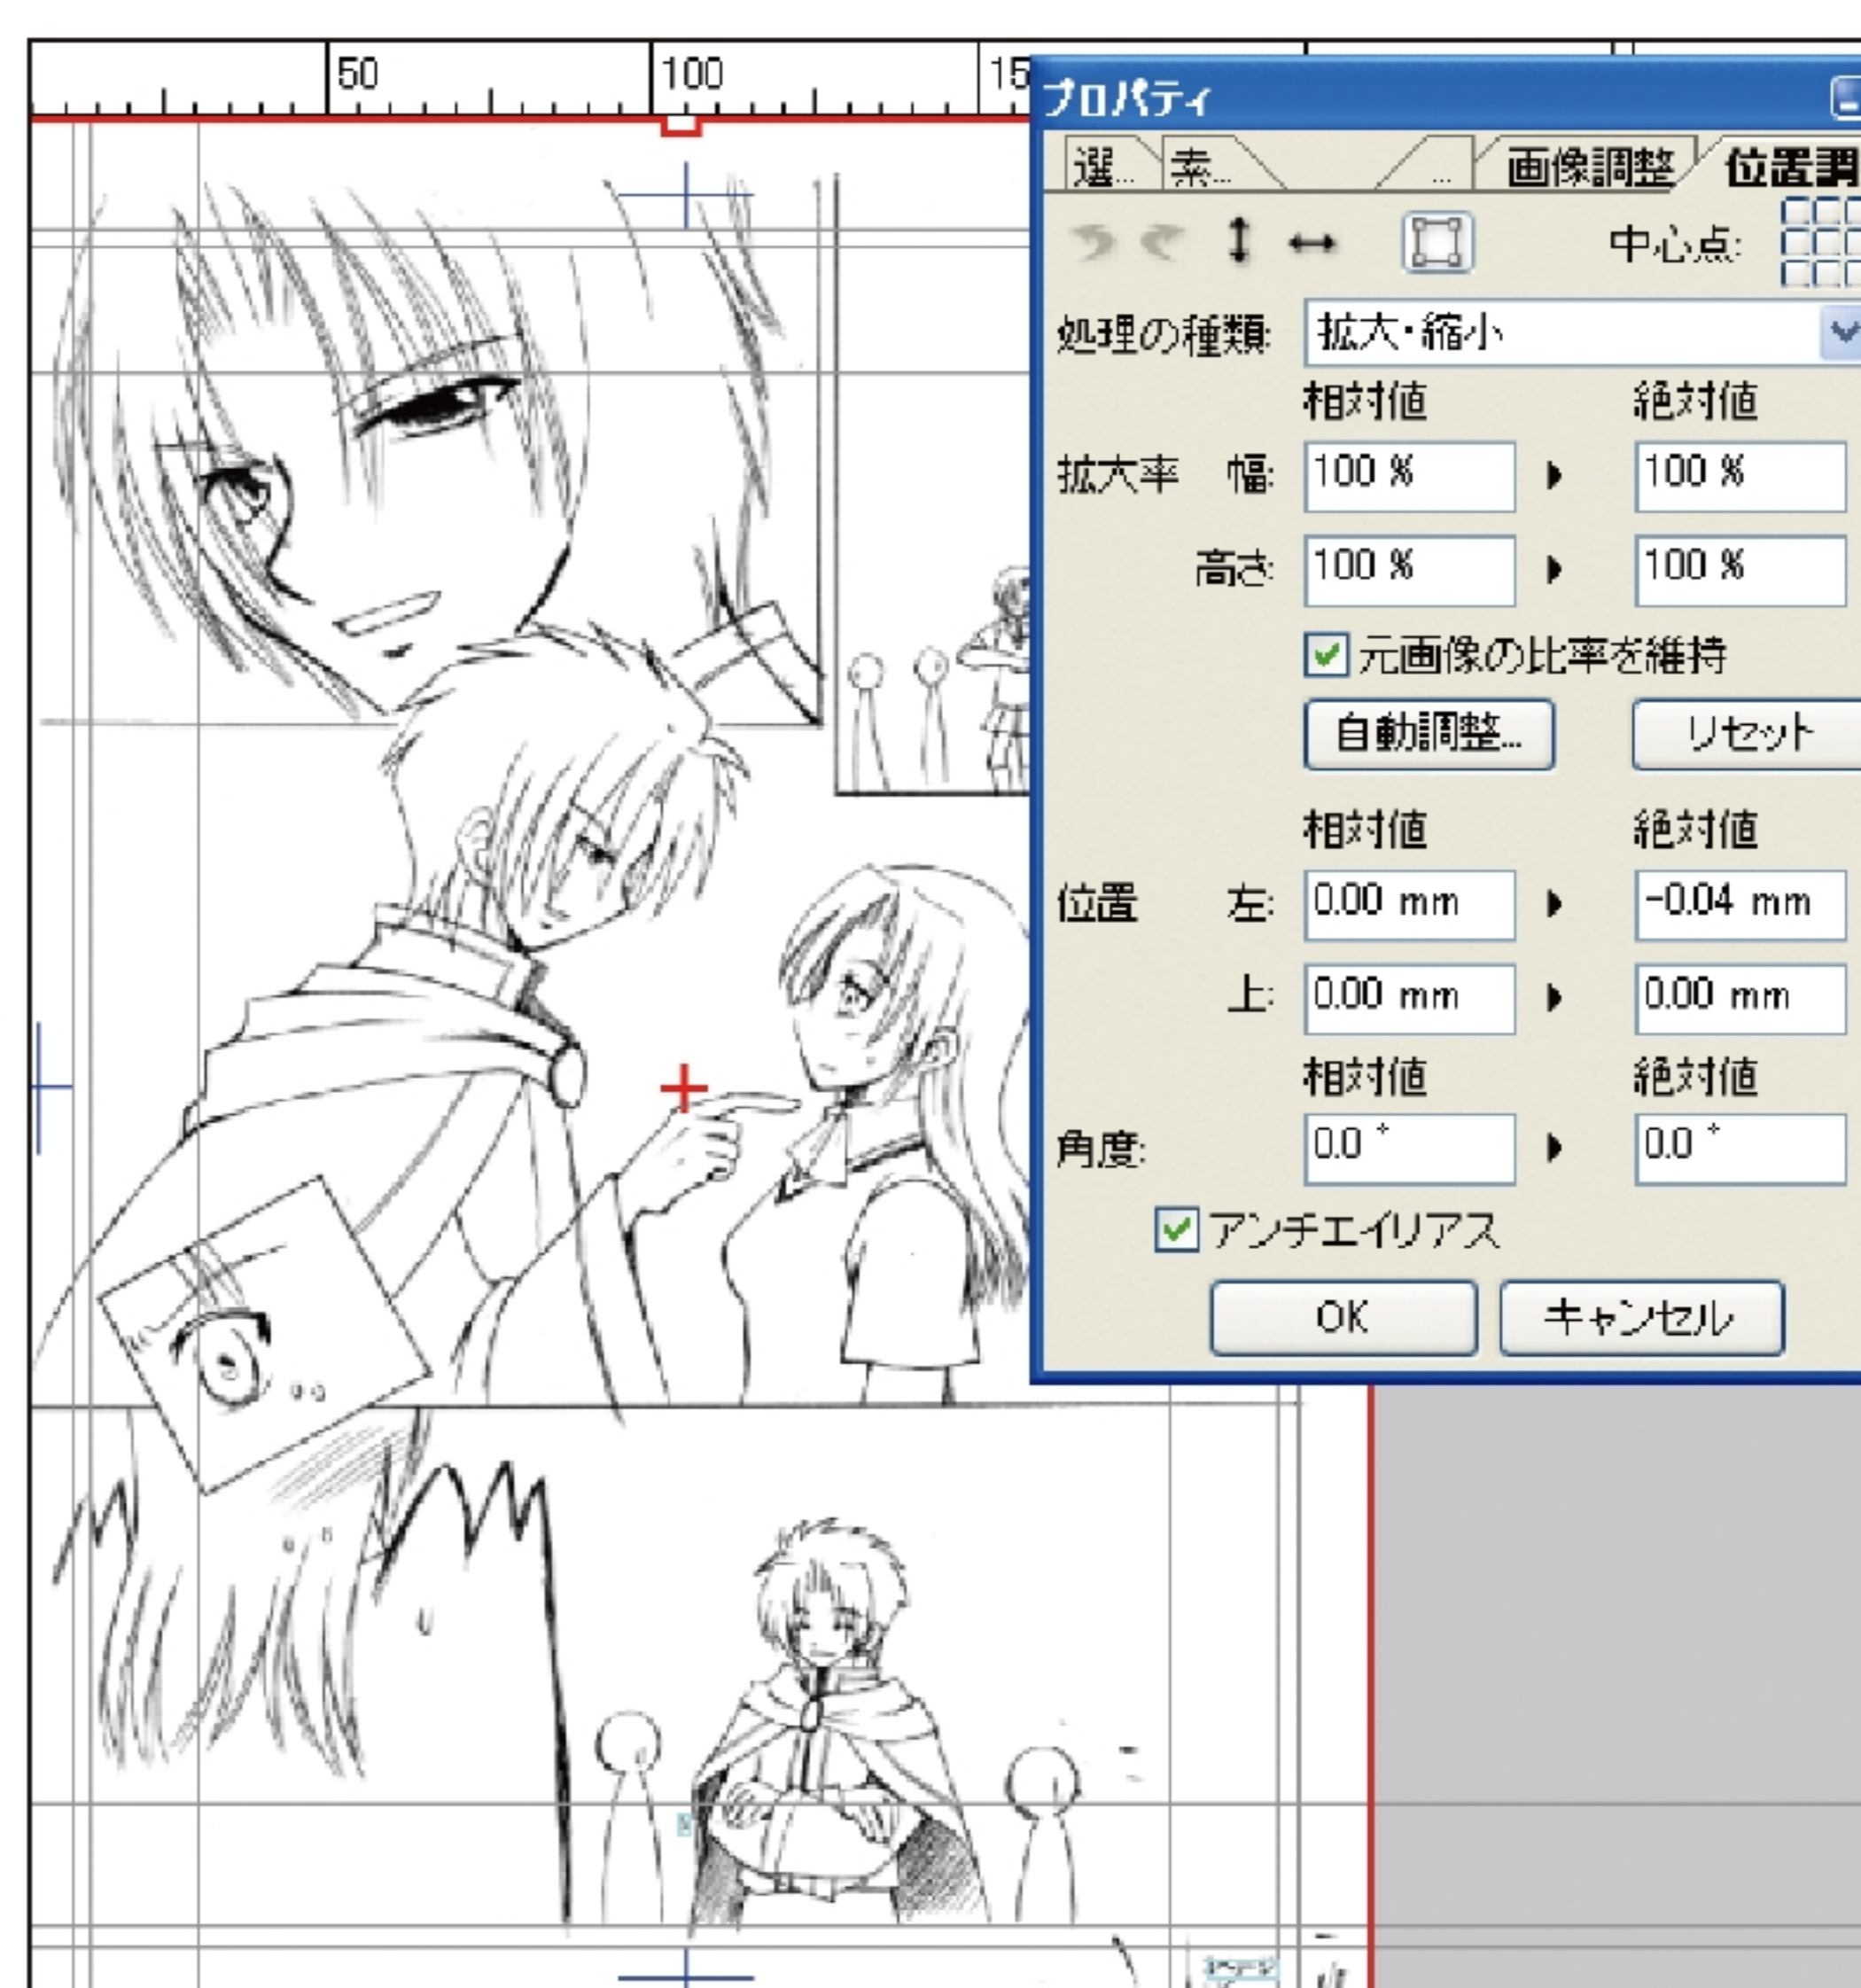 50
100
15
プロパティ
選...
素...
...
画像調整
位置調
中心点:
処理の種類:
拡大・縮小
相対値
絶対値
拡大率 幅:
100 %
100 %
高さ:
100 %
100 %
元画像の比率を維持
自動調整...
リセット
相対値
絶対値
位置 左:
0.00 mm
-0.04 mm
上:
0.00 mm
0.00 mm
相対値
絶対値
角度:
0.0 °
0.0 °
アンチエイリアス
OK
キャンセル